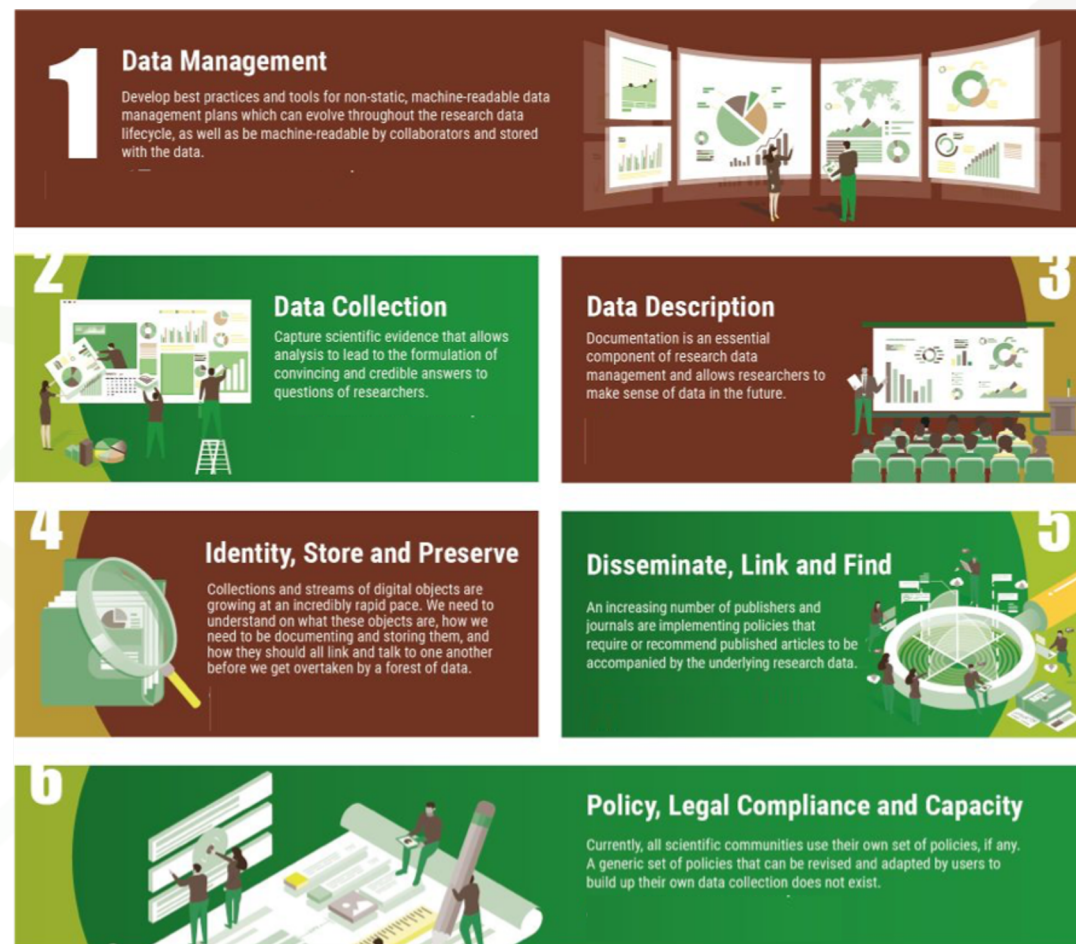 1
Data Management
Develop best practices and tools for non-static, machine-readable data
management plans which can evolve throughout the research data
lifecycle, as well as be machine-readable by collaborators and stored
with the data.
2
Data Collection
Capture scientific evidence that allows
analysis to lead to the formulation of
convincing and credible answers to
questions of researchers.
3
Data Description
Documentation is an essential
component of research data
management and allows researchers to
make sense of data in the future.
4
Identity, Store and Preserve
Collections and streams of digital objects are
growing at an incredibly rapid pace. We need to
understand on what these objects are, how we
need to be documenting and storing them, and
how they should all link and talk to one another
before we get overtaken by a forest of data.
5
Disseminate, Link and Find
An increasing number of publishers and
journals are implementing policies that
require or recommend published articles to be
accompanied by the underlying research data.
6
Policy, Legal Compliance and Capacity
Currently, all scientific communities use their own set of policies, if any.
A generic set of policies that can be revised and adapted by users to
build up their own data collection does not exist.